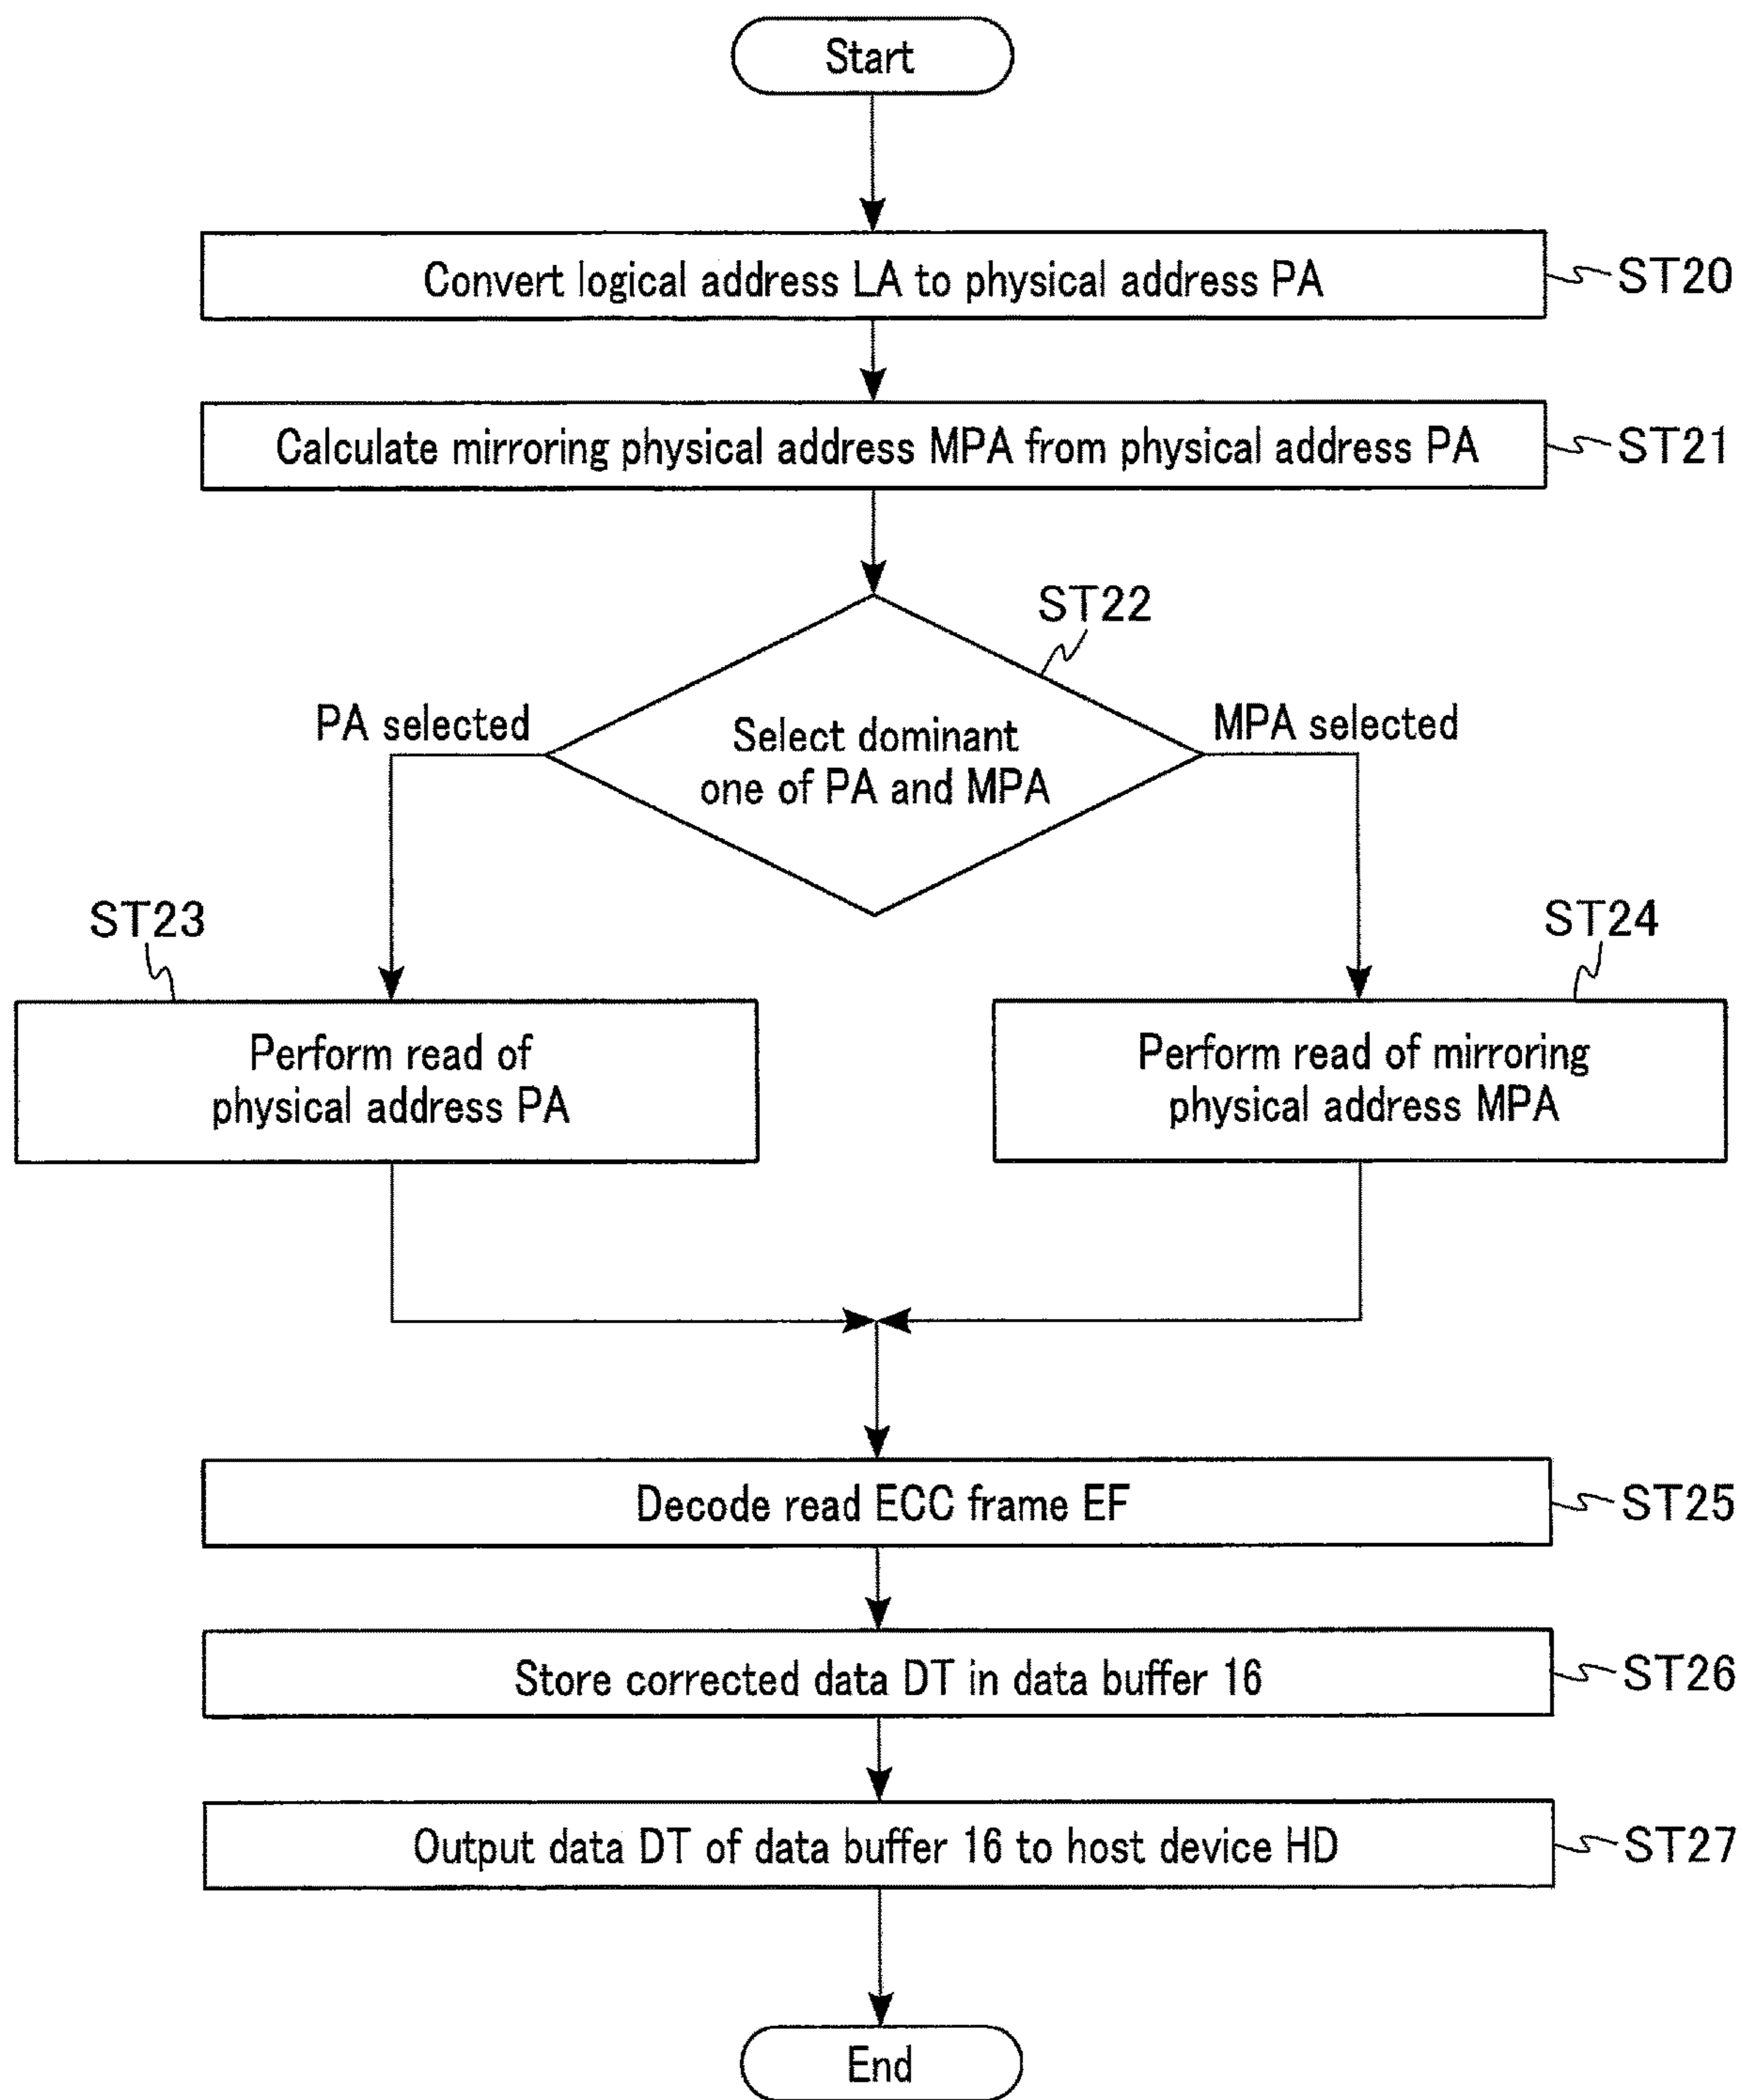 Start
Convert logical address LA to physical address PA
ST20
Calculate mirroring physical address MPA from physical address PA
ST21
ST22
PA selected
MPA selected
Select dominant
one of PA and MPA
ST23
ST24
Perform read of
physical address PA
Perform read of mirroring
physical address MPA
Decode read ECC frame EF
ST25
Store corrected data DT in data buffer 16
ST26
Output data DT of data buffer 16 to host device HD
ST27
End